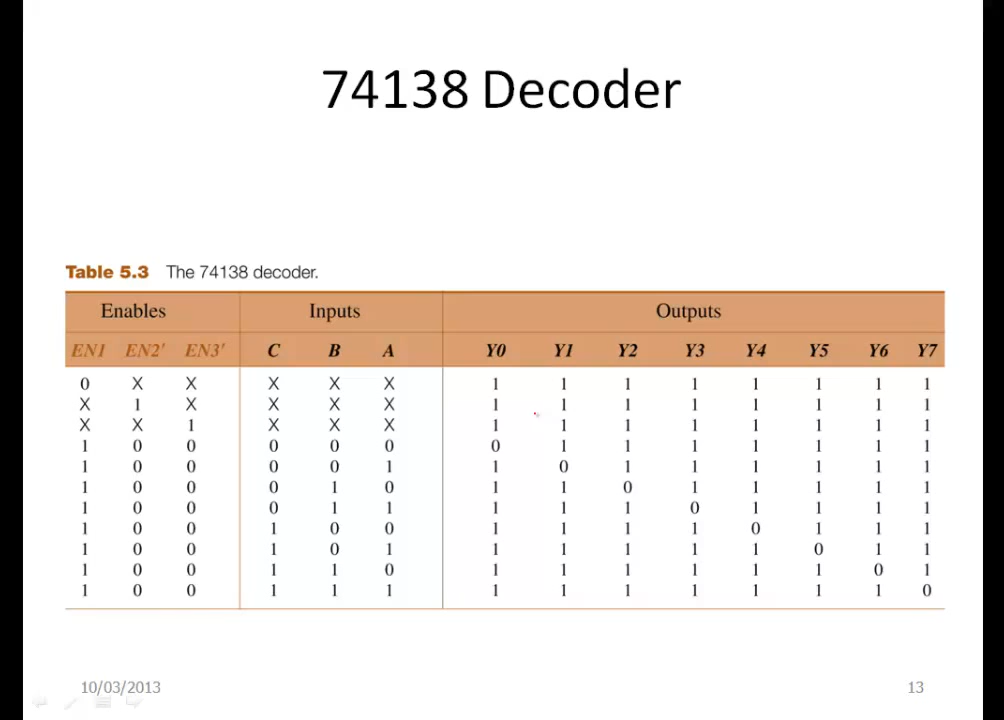 74138 Decoder
Table 5.3 The 74138 decoder.
Enables Inputs Outputs
EN1 EN2′ EN3′ C B A Y0 Y1 Y2 Y3 Y4 Y5 Y6 Y7
0 X X X X X 1 1 1 1 1 1 1 1
X 1 X X X X 1 1 1 1 1 1 1 1
X X 1 X X X 1 1 1 1 1 1 1 1
1 0 0 0 0 0 0 1 1 1 1 1 1 1
1 0 0 0 0 1 1 0 1 1 1 1 1 1
1 0 0 0 1 0 1 1 0 1 1 1 1 1
1 0 0 0 1 1 1 1 1 0 1 1 1 1
1 0 0 1 0 0 1 1 1 1 0 1 1 1
1 0 0 1 0 1 1 1 1 1 1 0 1 1
1 0 0 1 1 0 1 1 1 1 1 1 0 1
1 0 0 1 1 1 1 1 1 1 1 1 1 0
10/03/2013 13